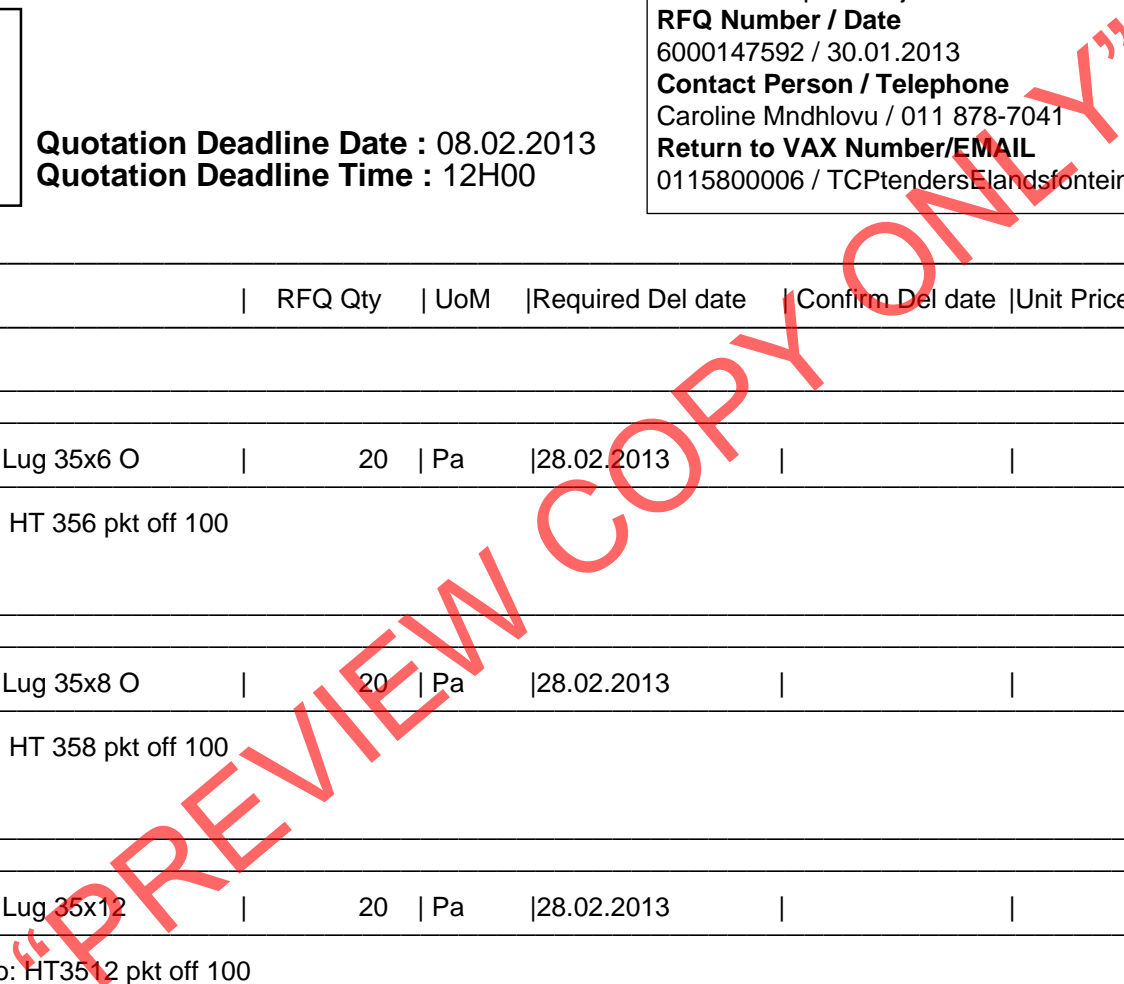 RFQ Number / Date
6000147592 / 30.01.2013
Contact Person / Telephone
Caroline Mndhlovu / 011 878-7041
Return to VAX Number/EMAIL
0115800006 / TCPtendersElandsfontein
Quotation Deadline Date : 08.02.2013
Quotation Deadline Time : 12H00
| RFQ Qty | UoM |Required Del date | Confirm Del date |Unit Price
Lug 35x6 O | 20 | Pa |28.02.2013 | |
HT 356 pkt off 100
Lug 35x8 O | 20 | Pa |28.02.2013 | |
HT 358 pkt off 100
Lug 35x12 | 20 | Pa |28.02.2013 | |
o: HT3512 pkt off 100
“PREVIEW COPY ONLY”